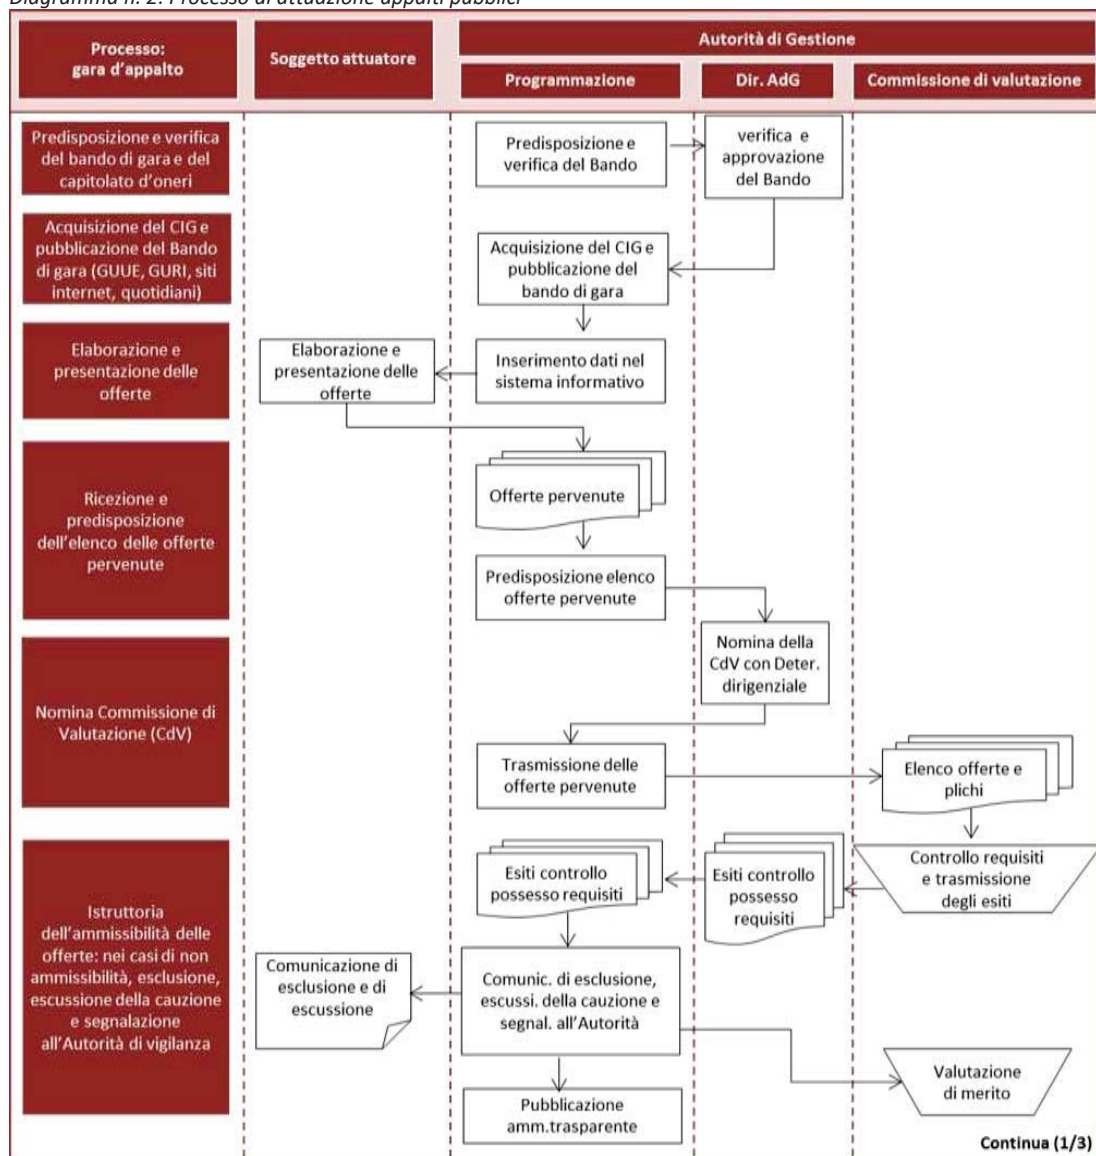 Diagramma n. 2: Processo di attuazione appalti pubblici
Processo:
gara d'appalto
Soggetto attuatore
Autorità di Gestione
Programmazione
Dir. AdG
Commissione di valutazione
Predisposizione e verifica
del bando di gara e del
capitolato d'oneri
Predisposizione e
verifica del Bando
verifica e
approvazione
del Bando
Acquisizione del CIG e
pubblicazione del Bando
di gara (GUUE, GURI, siti
internet, quotidiani)
Acquisizione del CIG e
pubblicazione del
bando di gara
Elaborazione e
presentazione delle
offerte
Elaborazione e
presentazione delle
offerte
Inserimento dati nel
sistema informativo
Ricezione e
predisposizione
dell'elenco delle offerte
pervenute
Offerte pervenute
Predisposizione elenco
offerte pervenute
Nomina Commissione di
Valutazione (CdV)
Nomina della
CdV con Deter.
dirigenziale
Trasmissione delle
offerte pervenute
Elenco offerte e
plichi
Istruttoria
dell'ammissibilità delle
offerte: nei casi di non
ammissibilità, esclusione,
escussione della cauzione
e segnalazione
all'Autorità di vigilanza
Esiti controllo
possesso requisiti
Esiti controllo
possesso
requisiti
Controllo requisiti
e trasmissione
degli esiti
Comunicazione di
esclusione e di
escussione
Comunic. di esclusione,
escussi. della cauzione e
segnal. all'Autorità
Valutazione
di merito
Pubblicazione
amm.trasparente
Continua (1/3)